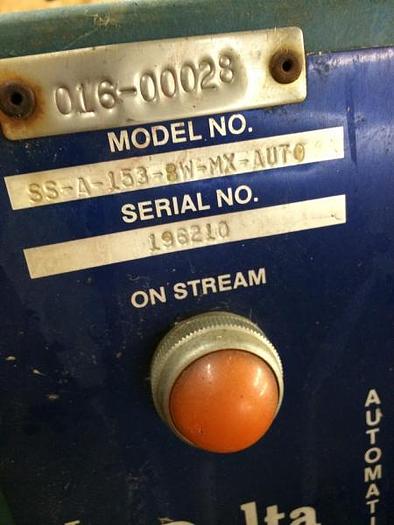 016-00028
MODEL NO.
SS-A-153-8W-MX-AUTO
SERIAL NO.
196210
ON STREAM